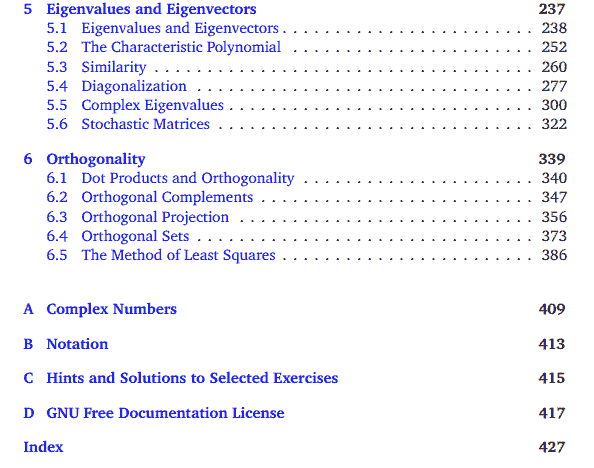 5 Eigenvalues and Eigenvectors 237
5.1 Eigenvalues and Eigenvectors . . . . . . . . . . . . . . . . . . . . . . . . 238
5.2 The Characteristic Polynomial . . . . . . . . . . . . . . . . . . . . . . . 252
5.3 Similarity . . . . . . . . . . . . . . . . . . . . . . . . . . . . . . . . . . . . 260
5.4 Diagonalization . . . . . . . . . . . . . . . . . . . . . . . . . . . . . . . . 277
5.5 Complex Eigenvalues . . . . . . . . . . . . . . . . . . . . . . . . . . . . . 300
5.6 Stochastic Matrices . . . . . . . . . . . . . . . . . . . . . . . . . . . . . . 322
6 Orthogonality 339
6.1 Dot Products and Orthogonality . . . . . . . . . . . . . . . . . . . . . . 340
6.2 Orthogonal Complements . . . . . . . . . . . . . . . . . . . . . . . . . . 347
6.3 Orthogonal Projection . . . . . . . . . . . . . . . . . . . . . . . . . . . . 356
6.4 Orthogonal Sets . . . . . . . . . . . . . . . . . . . . . . . . . . . . . . . . 373
6.5 The Method of Least Squares . . . . . . . . . . . . . . . . . . . . . . . . 386
A Complex Numbers 409
B Notation 413
C Hints and Solutions to Selected Exercises 415
D GNU Free Documentation License 417
Index 427